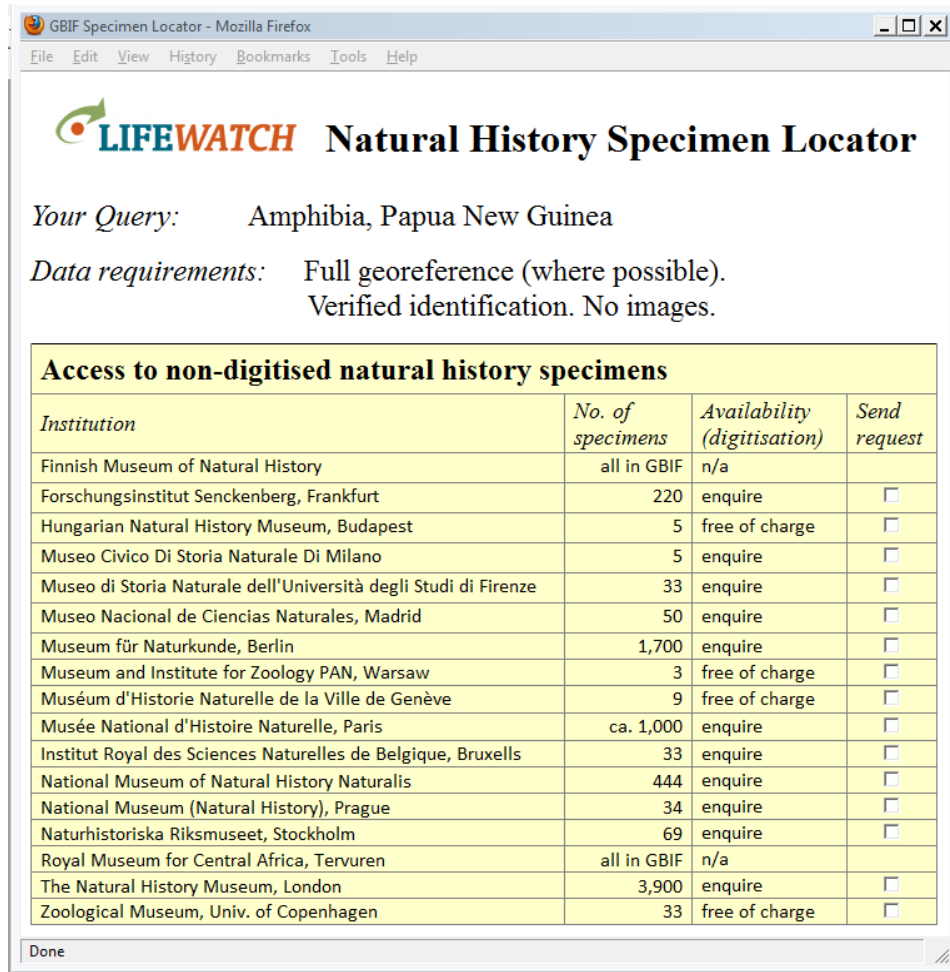 GBIF Specimen Locator - Mozilla Firefox
File Edit View History Bookmarks Tools Help
LIFEWATCH Natural History Specimen Locator
Your Query: Amphibia, Papua New Guinea
Data requirements: Full georeference (where possible).
Verified identification. No images.
Access to non-digitised natural history specimens
Institution No. of specimens Availability (digitisation) Send request
Finnish Museum of Natural History all in GBIF n/a
Forschungsinstitut Senckenberg, Frankfurt 220 enquire
Hungarian Natural History Museum, Budapest 5 free of charge
Museo Civico Di Storia Naturale Di Milano 5 enquire
Museo di Storia Naturale dell'Università degli Studi di Firenze 33 enquire
Museo Nacional de Ciencias Naturales, Madrid 50 enquire
Museum für Naturkunde, Berlin 1,700 enquire
Museum and Institute for Zoology PAN, Warsaw 3 free of charge
Muséum d'Historie Naturelle de la Ville de Genève 9 free of charge
Musée National d'Histoire Naturelle, Paris ca. 1,000 enquire
Institut Royal des Sciences Naturelles de Belgique, Bruxells 33 enquire
National Museum of Natural History Naturalis 444 enquire
National Museum (Natural History), Prague 34 enquire
Naturhistoriska Riksmuseet, Stockholm 69 enquire
Royal Museum for Central Africa, Tervuren all in GBIF n/a
The Natural History Museum, London 3,900 enquire
Zoological Museum, Univ. of Copenhagen 33 free of charge
Done